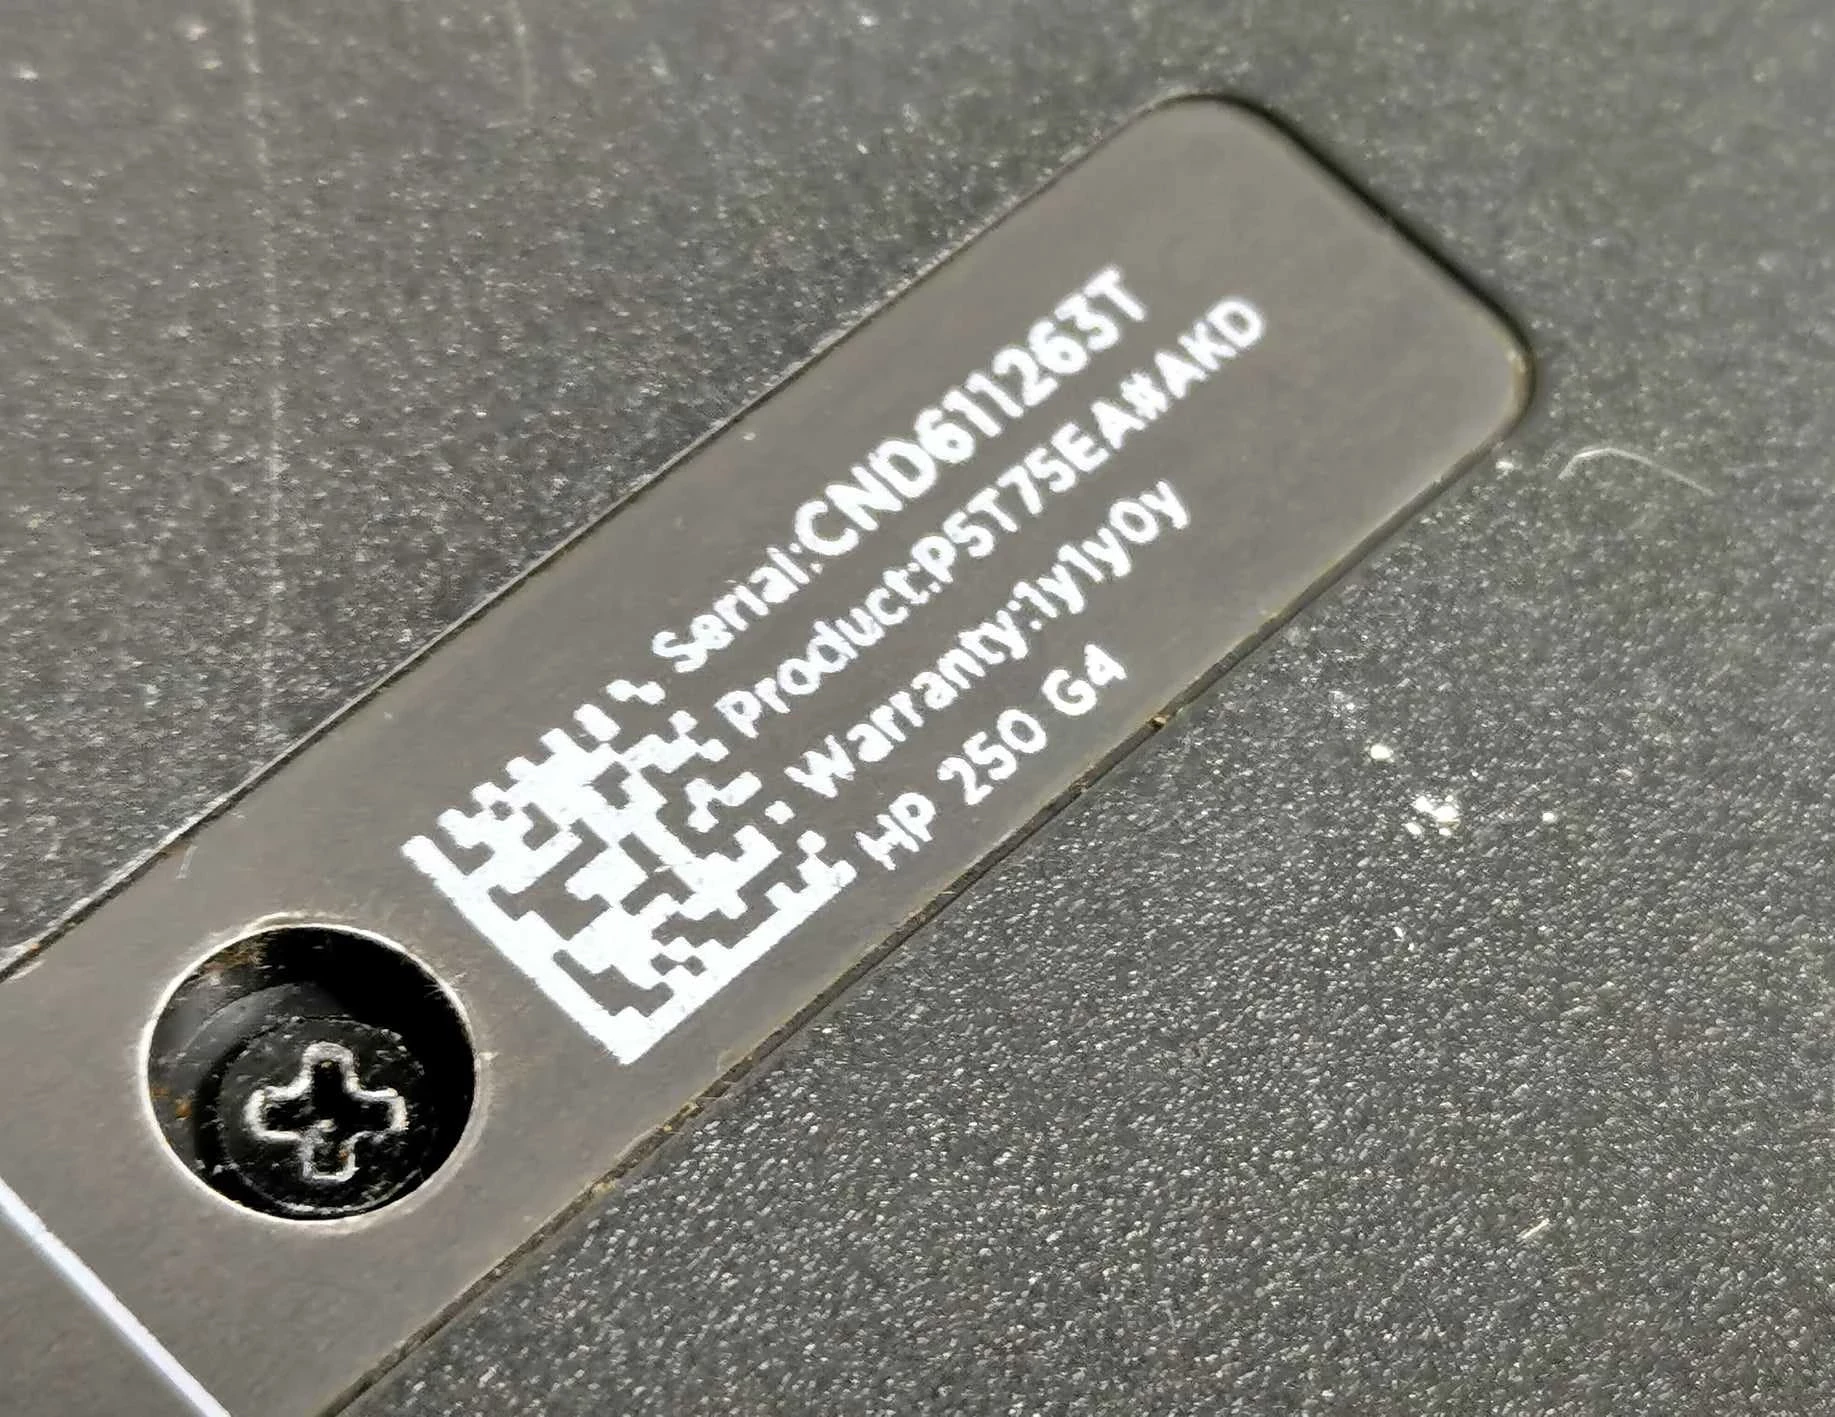 Serial:CND611263T
Product:P5T75EA#AKD
Warranty:1y1y0y
HP 250 G4